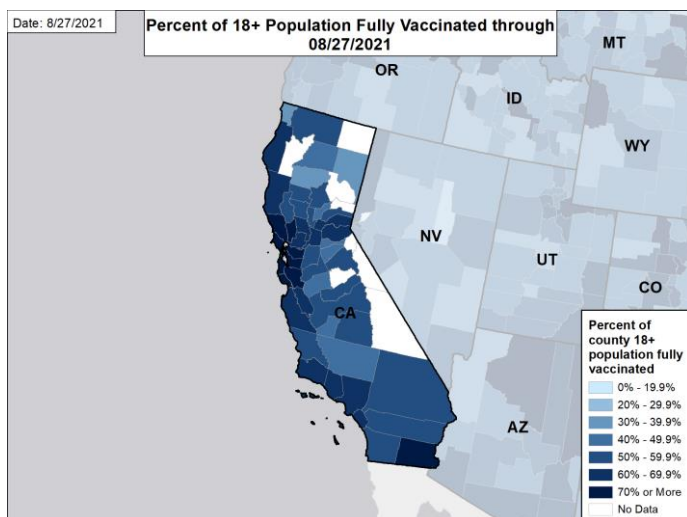 Date: 8/27/2021
Percent of 18+ Population Fully Vaccinated through
08/27/2021
MT
OR
ID
WY
NV
UT
CO
CA
AZ
Percent of
county 18+
population fully
vaccinated
0% - 19.9%
20% - 29.9%
30% - 39.9%
40% - 49.9%
50% - 59.9%
60% - 69.9%
70% or More
No Data